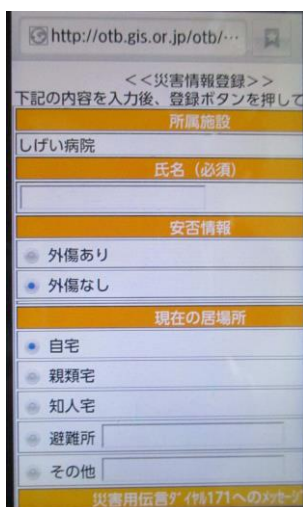 http://otb.gis.or.jp/otb/…
<<災害情報登録>>
下記の内容を入力後、登録ボタンを押して
所属施設
しげい病院
氏名（必須）
安否情報
外傷あり
外傷なし
現在の居場所
自宅
親類宅
知人宅
避難所
その他
災害用伝言ダイヤル171へのメッセージ